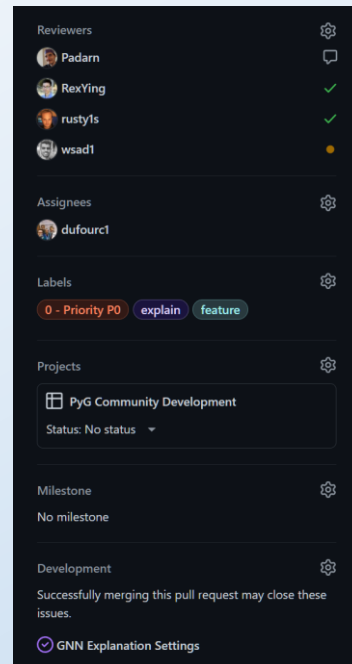 Reviewers
Padarn
RexYing
rusty1s
wsad1
Assignees
dufourc1
Labels
0 - Priority P0 explain feature
Projects
PyG Community Development
Status: No status
Milestone
No milestone
Development
Successfully merging this pull request may close these
issues.
GNN Explanation Settings